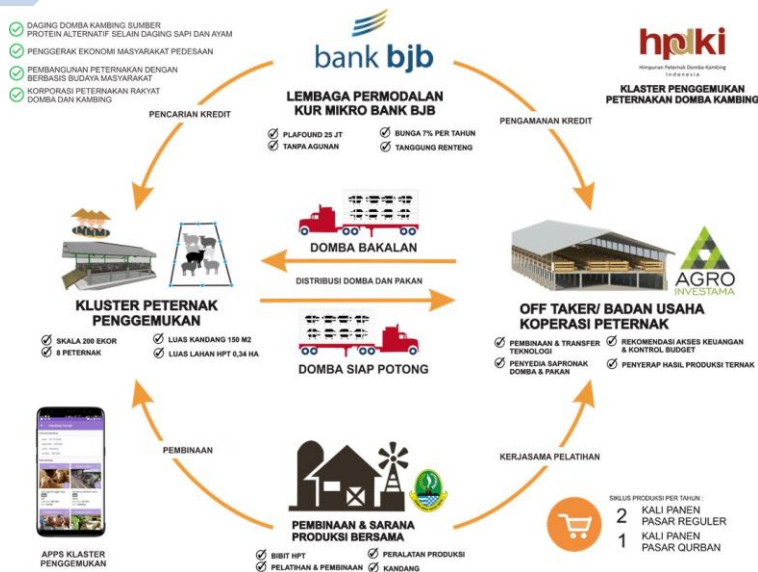 DAGING DOMBA KAMBING SUMBER
PROTEIN ALTERNATIF SELAIN DAGING SAPI DAN AYAM
PENGGERAK EKONOMI MASYARAKAT PEDESAAN
PEMBANGUNAN PETERNAKAN DENGAN
BERBASIS BUDAYA MASYARAKAT
KORPORASI PETERNAKAN RAKYAT
DOMBA DAN KAMBING
bank bjb
LEMBAGA PERMODALAN
KUR MIKRO BANK BJB
PLAFOUND 25 JT
BUNGA 7% PER TAHUN
TANPA AGUNAN
TANGGUNG RENTENG
hpdki
Himpunan Peternak Domba-Kambing
Indonesia
KLASTER PENGGEMUKAN
PETERNAKAN DOMBA KAMBING
PENCARIAN KREDIT
PENGAMANAN KREDIT
DOMBA BAKALAN
DISTRIBUSI DOMBA DAN PAKAN
DOMBA SIAP POTONG
KLUSTER PETERNAK
PENGGEMUKAN
SKALA 200 EKOR
LUAS KANDANG 150 M2
8 PETERNAK
LUAS LAHAN HPT 0,34 HA
AGRO
INVESTAMA
OFF TAKER/ BADAN USAHA
KOPERASI PETERNAK
PEMBINAAN & TRANSFER
TEKNOLOGI
REKOMENDASI AKSES KEUANGAN
& KONTROL BUDGET
PENYEDIA SAPRONAK
DOMBA & PAKAN
PENYERAP HASIL PRODUKSI TERNAK
PEMBINAAN
KERJASAMA PELATIHAN
PEMBINAAN & SARANA
PRODUKSI BERSAMA
BIBIT HPT
PERALATAN PRODUKSI
PELATIHAN & PEMBINAAN
KANDANG
APPS KLASTER
PENGGEMUKAN
SIKLUS PRODUKSI PER TAHUN :
2 KALI PANEN
PASAR REGULER
1 KALI PANEN
PASAR QURBAN